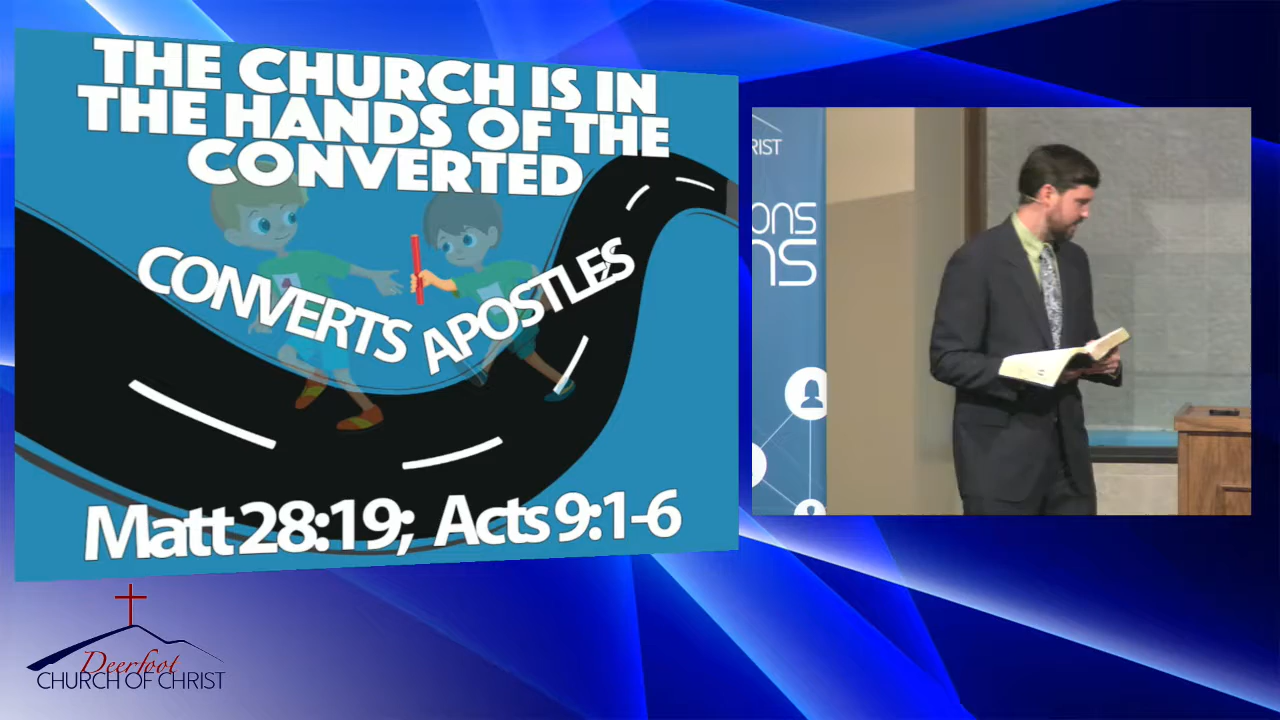 THE CHURCH IS IN
THE HANDS OF THE
CONVERTED
CONVERTS APOSTLES
Matt 28:19; Acts 9:1-6
RIST
ONS
NS
Deerfoot
CHURCH OF CHRIST